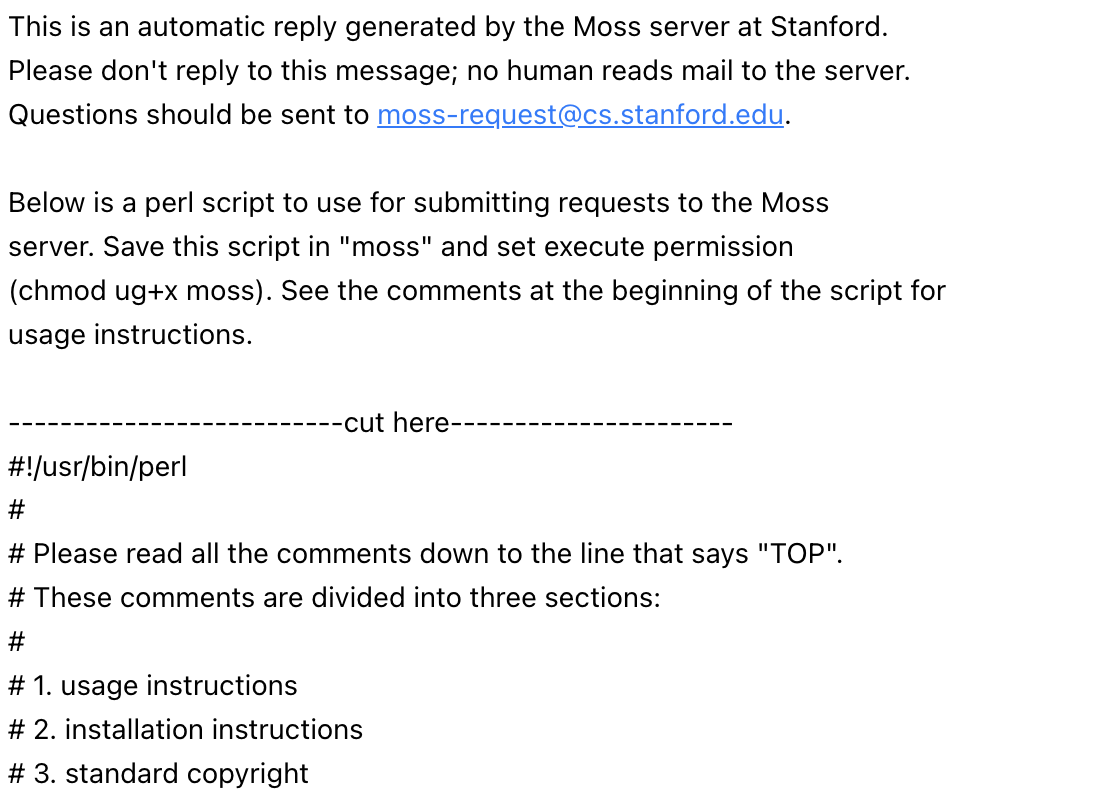 This is an automatic reply generated by the Moss server at Stanford.
Please don't reply to this message; no human reads mail to the server.
Questions should be sent to moss-request@cs.stanford.edu.
Below is a perl script to use for submitting requests to the Moss
server. Save this script in "moss" and set execute permission
(chmod ug+x moss). See the comments at the beginning of the script for
usage instructions.
--------------------------cut here----------------------
#!/usr/bin/perl
#
# Please read all the comments down to the line that says "TOP".
# These comments are divided into three sections:
#
# 1. usage instructions
# 2. installation instructions
# 3. standard copyright